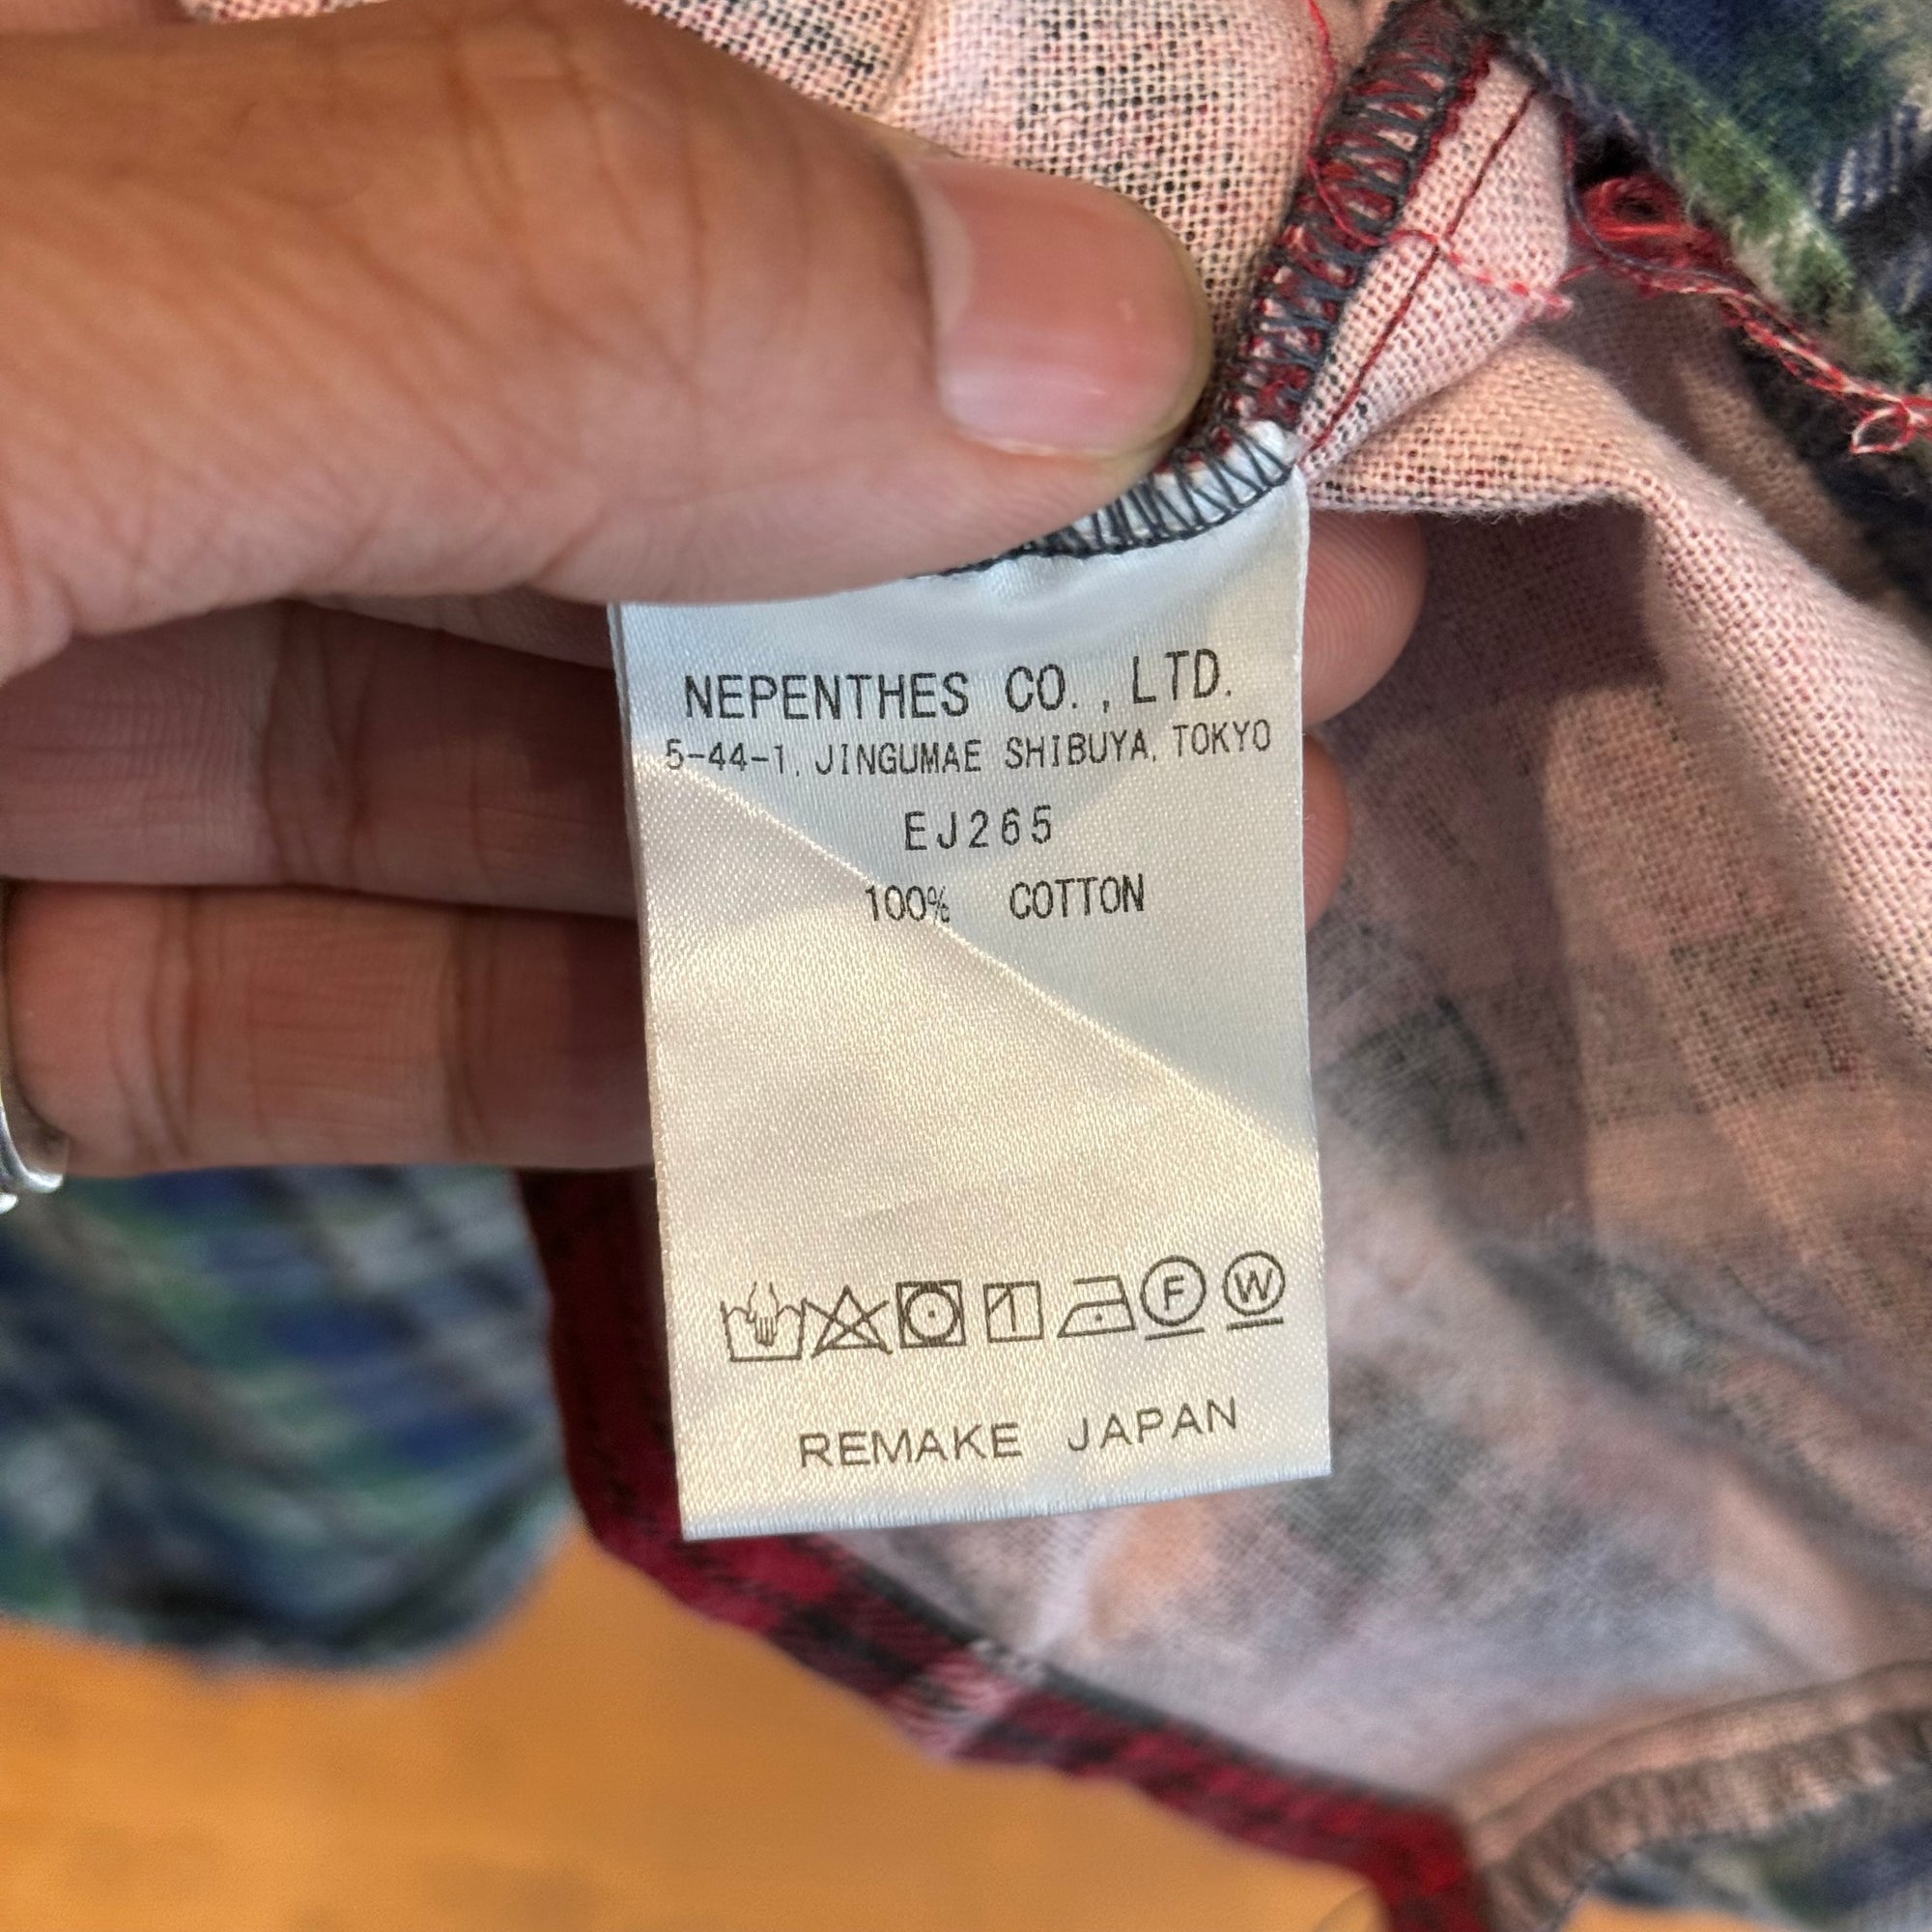 NEPENTHES CO., LTD.
5-44-1, JINGUMAE SHIBUYA, TOKYO
EJ265
100% COTTON
F W
REMAKE JAPAN